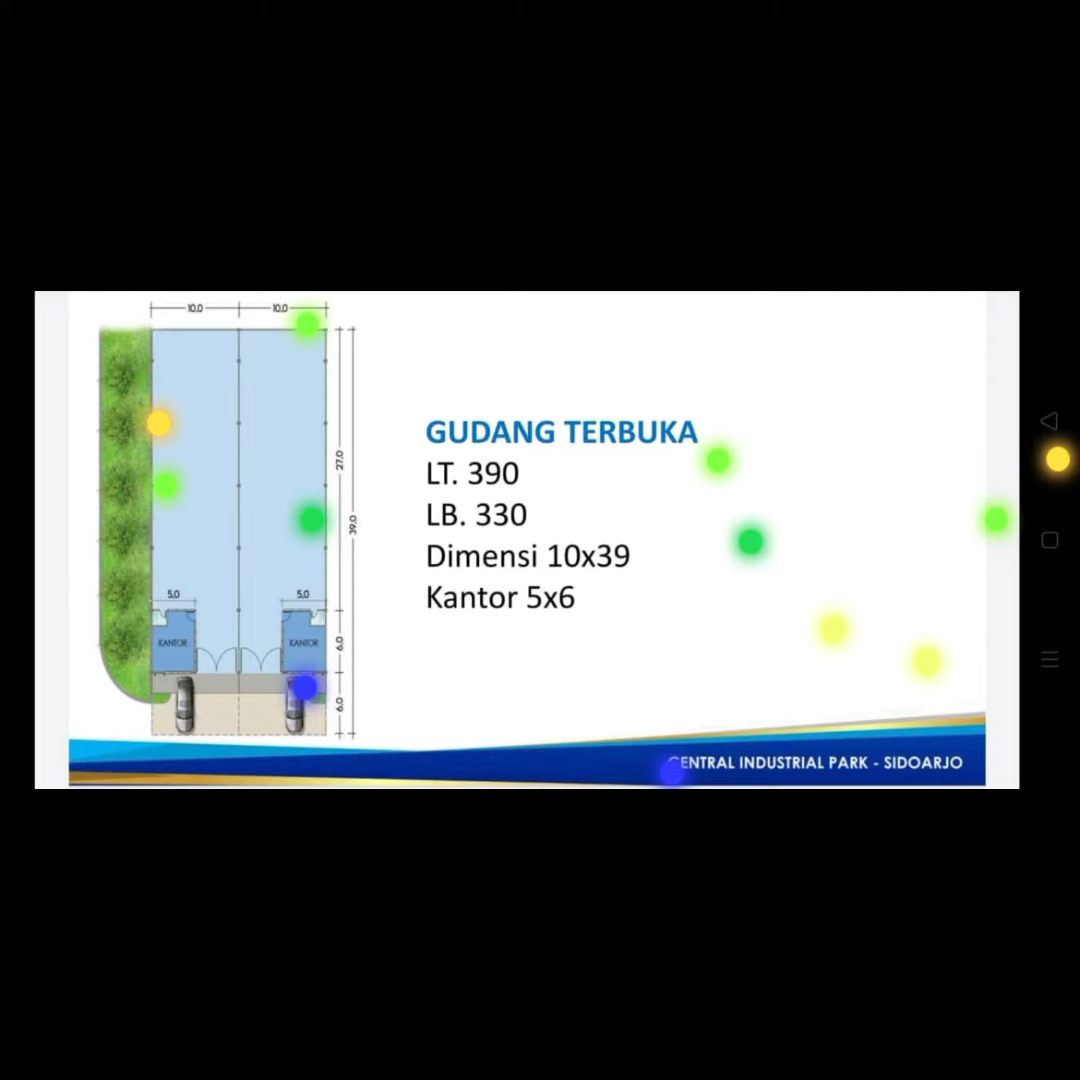 10.0 10.0
GUDANG TERBUKA
LT. 390
LB. 330
Dimensi 10x39
Kantor 5x6
27.0
39.0
5.0 5.0
KANTOR KANTOR
6.0
6.0
CENTRAL INDUSTRIAL PARK - SIDOARJO